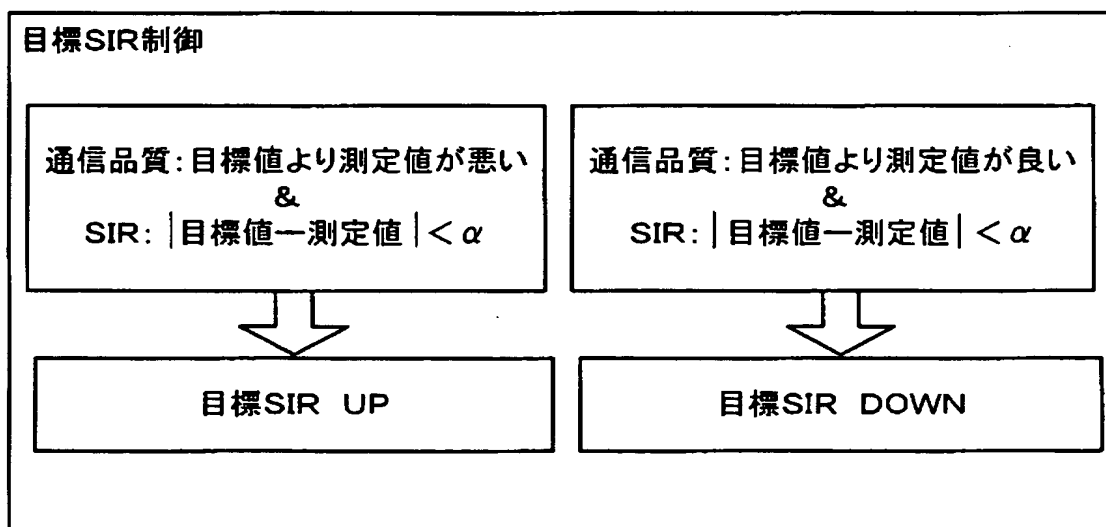 目標SIR制御
通信品質:目標値より測定値が悪い
&
SIR:|目標値ー測定値|<α
目標SIR UP
通信品質:目標値より測定値が良い
&
SIR:|目標値ー測定値|<α
目標SIR DOWN